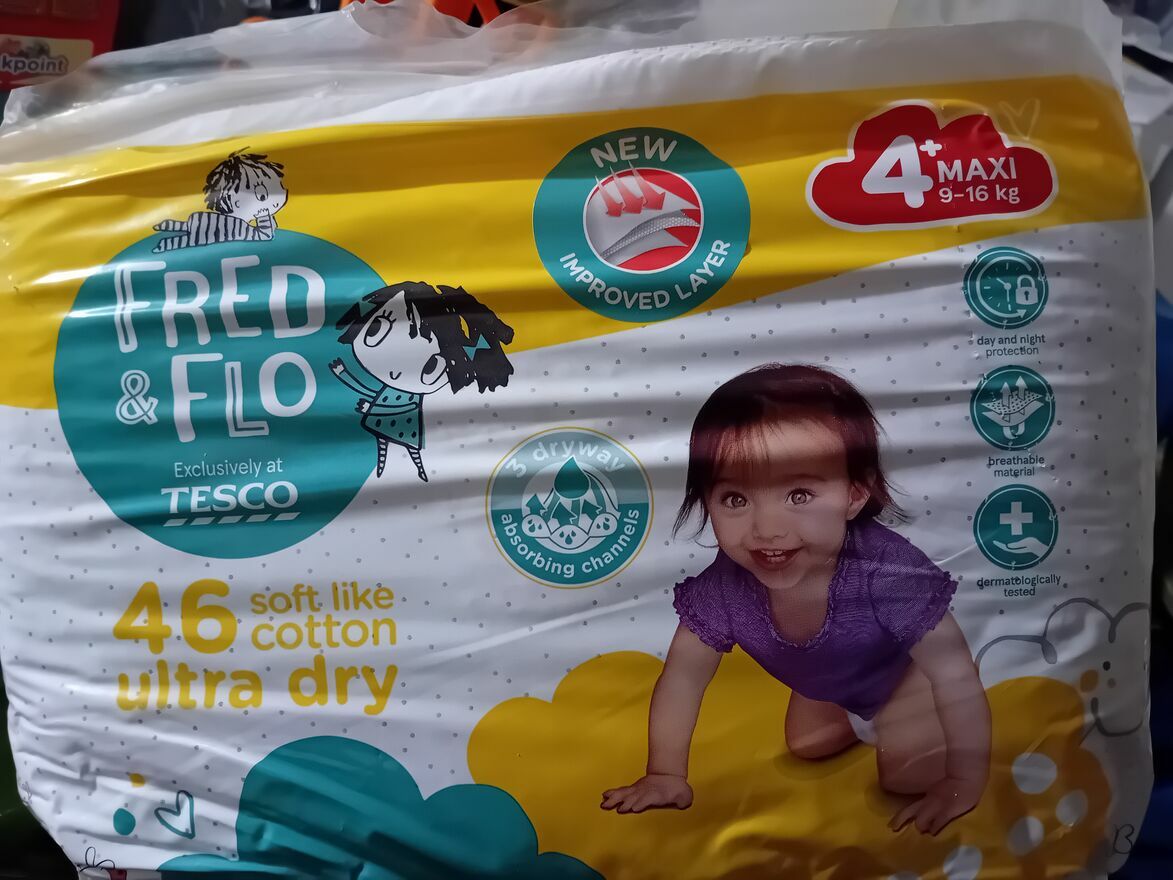 kpoint
NEW
IMPROVED LAYER
4+ MAXI
9-16 kg
FRED
& FLO
Exclusively at
TESCO
day and night
protection
breathable
material
dermatologically
tested
3 dryway
absorbing channels
46 soft like
cotton
ultra dry
B